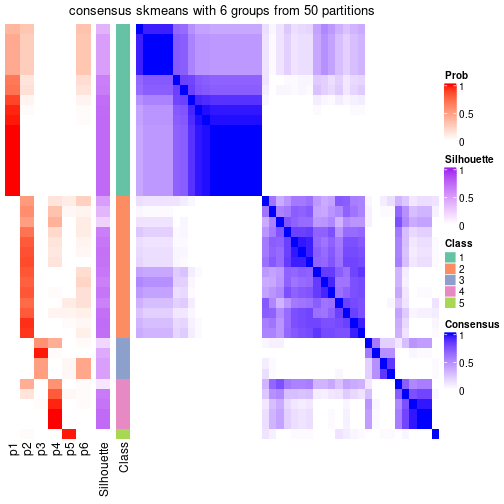 consensus skmeans with 6 groups from 50 partitions
Prob
1
0.5
0
Silhouette
1
0.5
0
Class
1
2
3
4
5
Consensus
1
0.5
0
p1
p2
p3
p4
p5
p6
Silhouette
Class